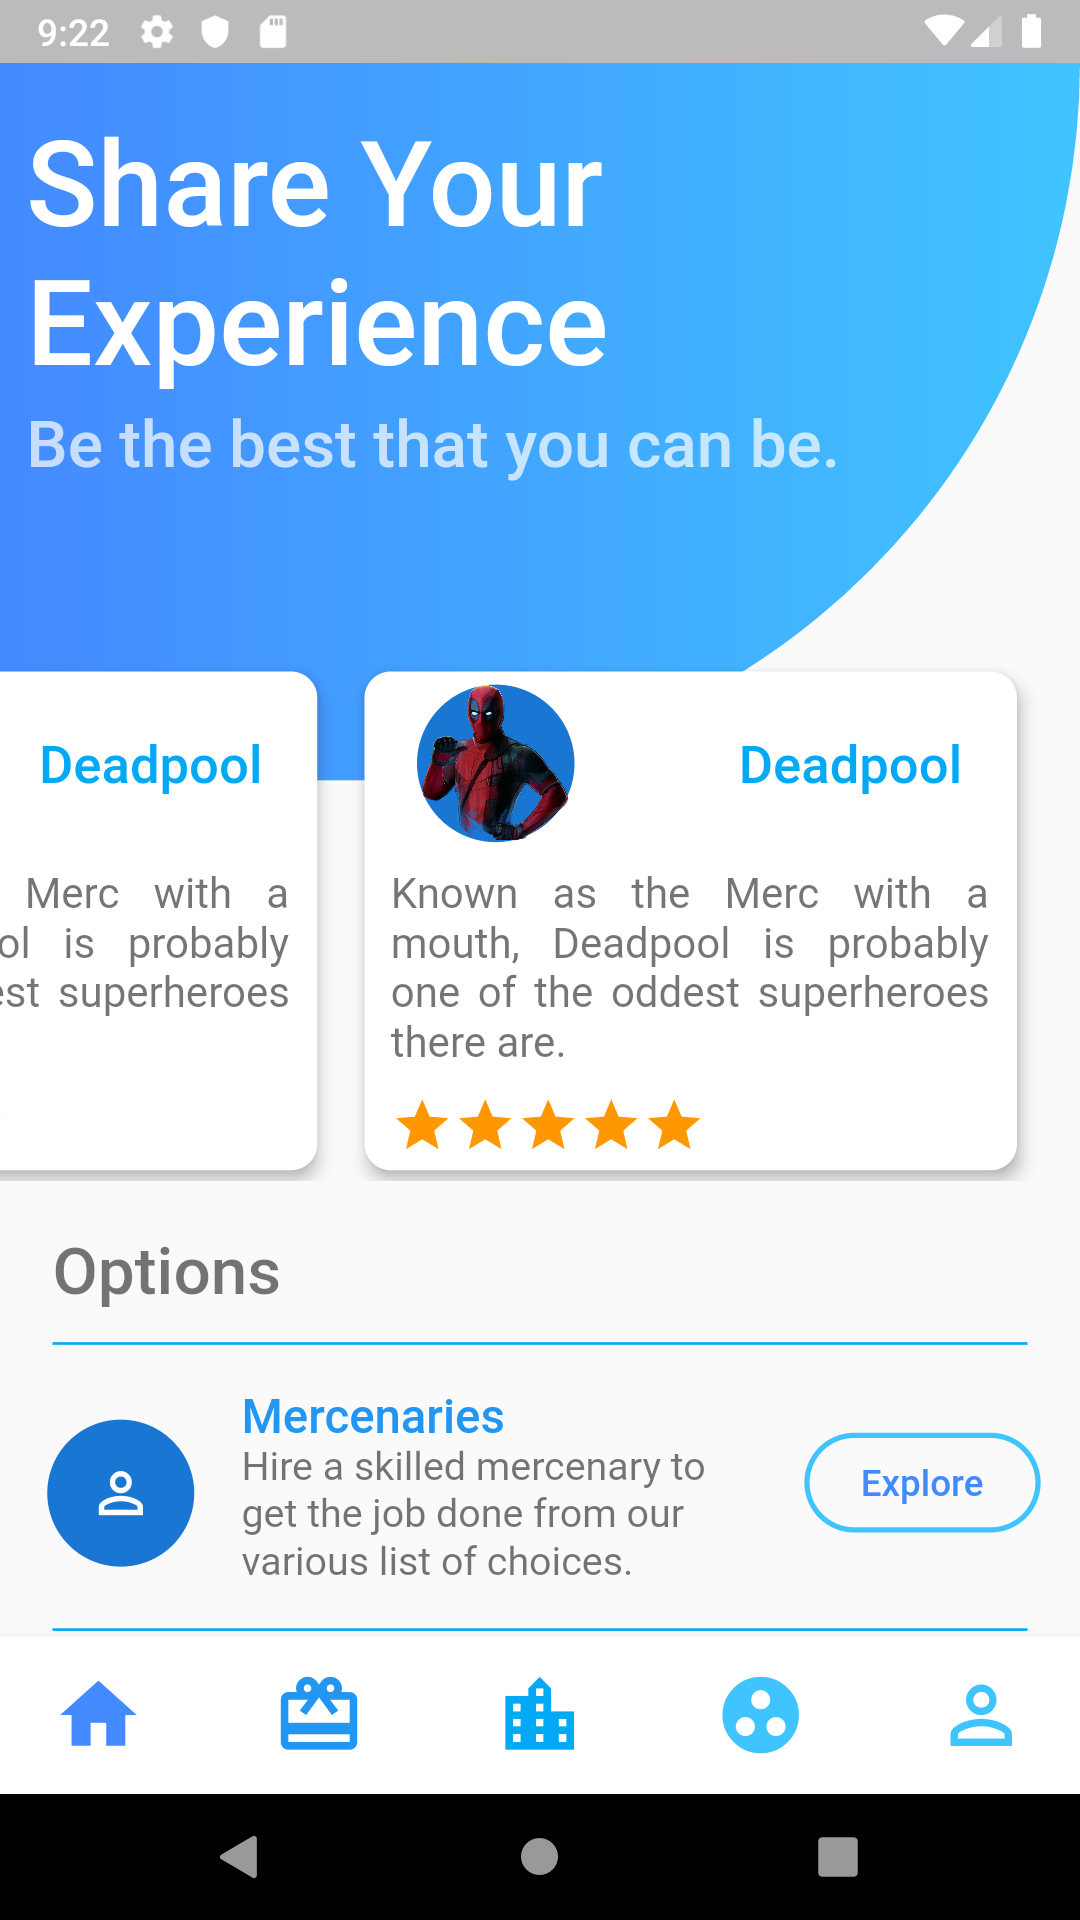 9:22
Share Your
Experience
Be the best that you can be.
Deadpool
Merc with a
is probably
superheroes
Deadpool
Known as the Merc with a
mouth, Deadpool is probably
one of the oddest superheroes
there are.
Options
Mercenaries
Hire a skilled mercenary to
get the job done from our
various list of choices.
Explore